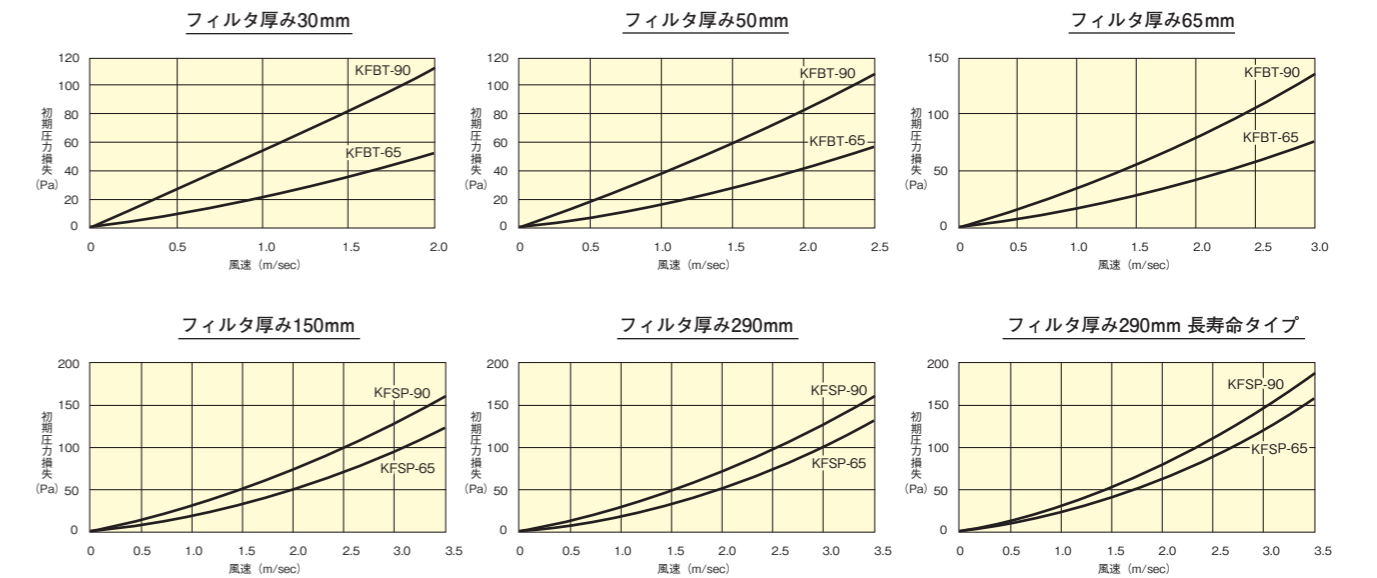 フィルタ厚み30mm
120
100
80
60
40
20
0
初期圧力損失
(Pa)
KFBT-90
KFBT-65
0 0.5 1.0 1.5 2.0
風速 (m/sec)
フィルタ厚み50mm
120
100
80
60
40
20
0
初期圧力損失
(Pa)
KFBT-90
KFBT-65
0 0.5 1.0 1.5 2.0 2.5
風速 (m/sec)
フィルタ厚み65mm
150
100
50
0
初期圧力損失
(Pa)
KFBT-90
KFBT-65
0 0.5 1.0 1.5 2.0 2.5 3.0
風速 (m/sec)
フィルタ厚み150mm
200
150
100
50
0
初期圧力損失
(Pa)
KFSP-90
KFSP-65
0 0.5 1.0 1.5 2.0 2.5 3.0 3.5
風速 (m/sec)
フィルタ厚み290mm
200
150
100
50
0
初期圧力損失
(Pa)
KFSP-90
KFSP-65
0 0.5 1.0 1.5 2.0 2.5 3.0 3.5
風速 (m/sec)
フィルタ厚み290mm 長寿命タイプ
200
150
100
50
0
初期圧力損失
(Pa)
KFSP-90
KFSP-65
0 0.5 1.0 1.5 2.0 2.5 3.0 3.5
風速 (m/sec)